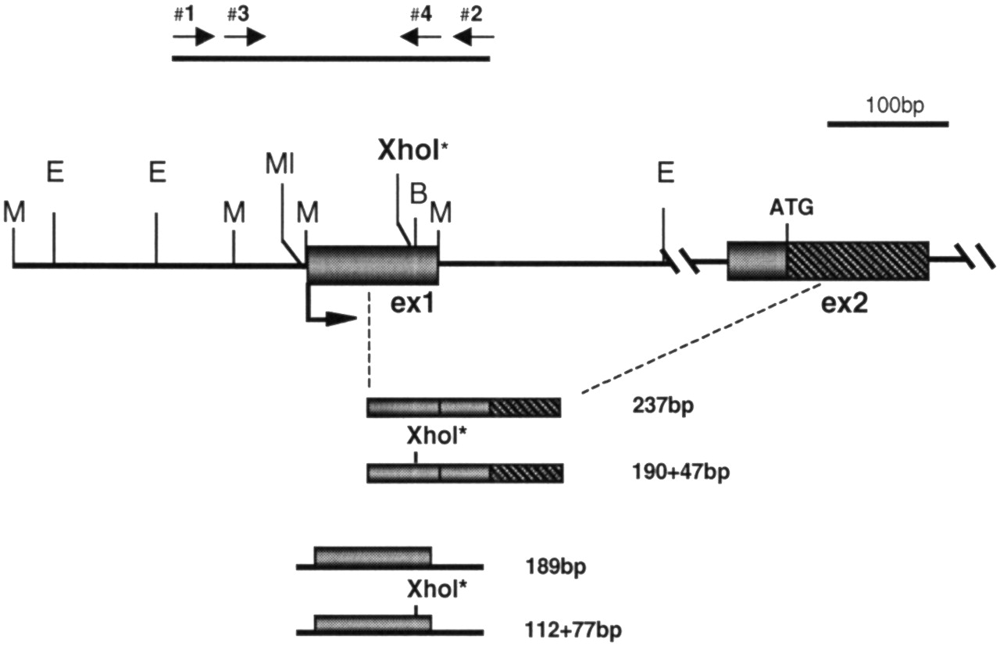 #1 #3 #4 #2
100bp
XhoI*
MI
E E E
B
ATG
M M M M
ex1 ex2
237bp
XhoI*
190+47bp
189bp
XhoI*
112+77bp